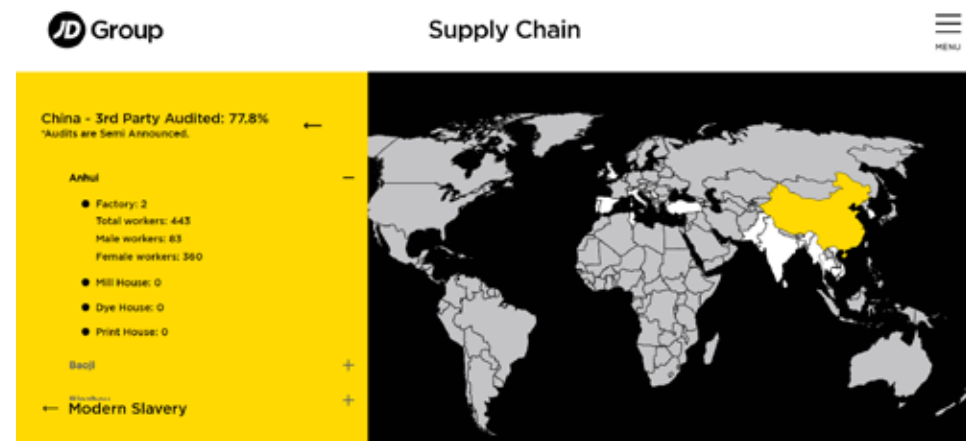 JD Group
Supply Chain
MENU
China - 3rd Party Audited: 77.8%
*Audits are Semi Announced.
Anhui
Factory: 2
Total workers: 443
Male workers: 83
Female workers: 360
Mill House: 0
Dye House: 0
Print House: 0
Baoji
Modern Slavery